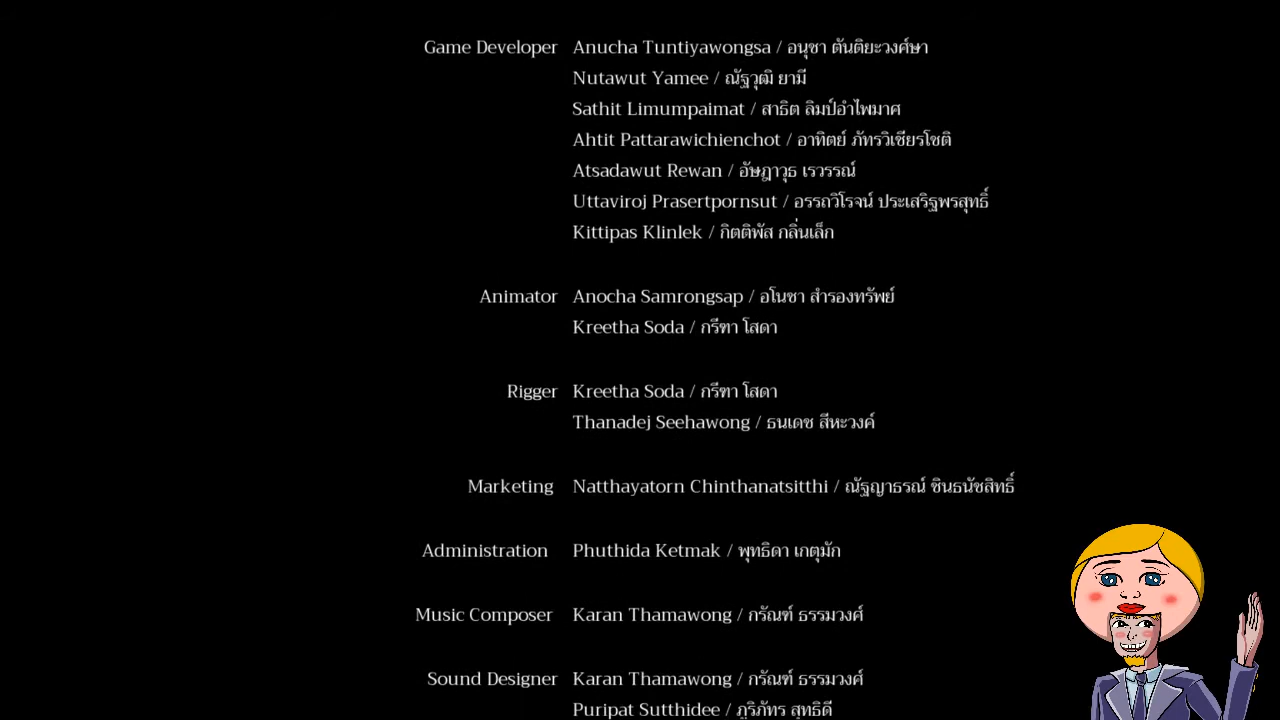 Game Developer Anucha Tuntiyawongsa / อนุชา ตันติยะวงศ์ษา
Nutawut Yamee / ณัฐวุฒิ ยามี
Sathit Limumpaimat / สาธิต ลิมป์อำไพมาศ
Ahtit Pattarawichienchot / อาทิตย์ ภัทรวิเชียรโชติ
Atsadawut Rewan / อัษฎาวุธ เรวรรณ์
Uttaviroj Prasertpornsut / อรรถวิโรจน์ ประเสริฐพรสุทธิ์
Kittipas Klinlek / กิตติพัส กลิ่นเล็ก
Animator Anocha Samrongsap / อโนชา สำรองทรัพย์
Kreetha Soda / กรีฑา โสดา
Rigger Kreetha Soda / กรีฑา โสดา
Thanadej Seehawong / ธนเดช สีหะวงค์
Marketing Natthayatorn Chinthanatsitthi / ณัฐญาธรณ์ ชินธนัชสิทธิ์
Administration Phuthida Ketmak / พุทธิดา เกตุมัก
Music Composer Karan Thamawong / กรัณฑ์ ธรรมวงศ์
Sound Designer Karan Thamawong / กรัณฑ์ ธรรมวงศ์
Puripat Sutthidee / ภูริภัทร สุทธิดี